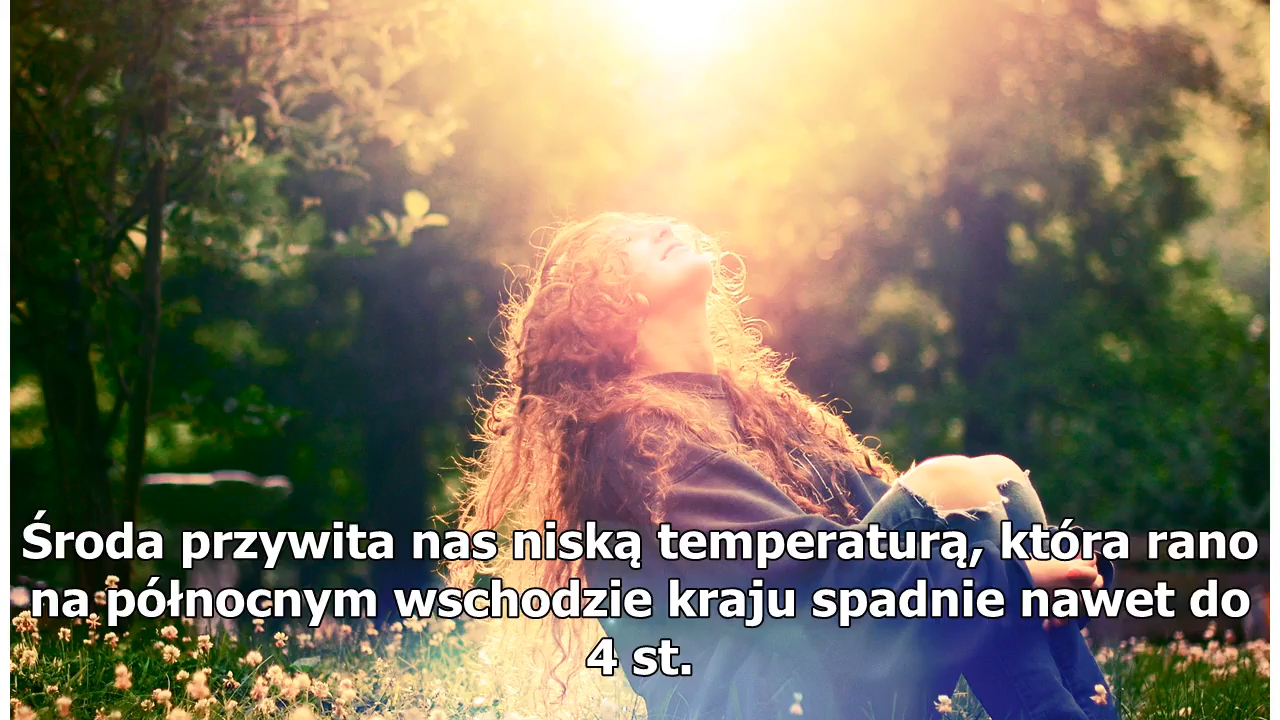 Środa przywita nas niską temperaturą, która rano
na północnym wschodzie kraju spadnie nawet do
4 st.